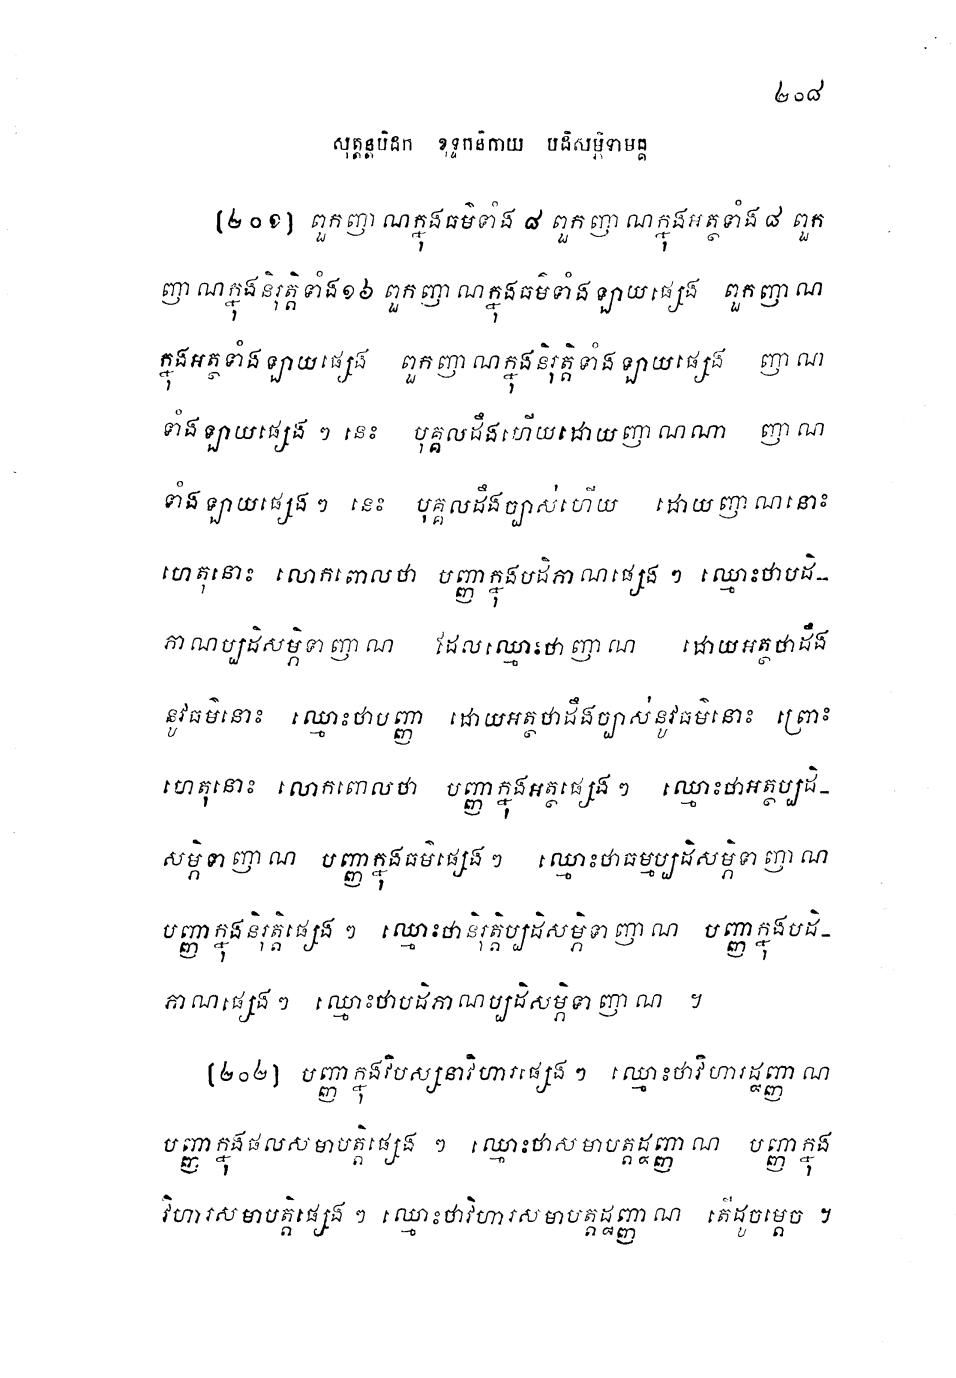 ២០៨
សុត្តន្តបិដក ខុទ្ទកនិកាយ បដិសម្ភិទាមគ្គ
(២០១) ពួកញាណក្នុងធម៌ទាំង ៨ ពួកញាណក្នុងអត្ថទាំង ៨ ពួក
ញាណក្នុងនិរុត្តិទាំង១៦ ពួកញាណក្នុងធម៌ទាំងឡាយផ្សេង ពួកញាណ
ក្នុងអត្ថទាំងឡាយផ្សេង ពួកញាណក្នុងនិរុត្តិទាំងឡាយផ្សេង ញាណ
ទាំងឡាយផ្សេង ៗ នេះ បុគ្គលដឹងហើយដោយញាណណា ញាណ
ទាំងឡាយផ្សេង ៗ នេះ បុគ្គលដឹងច្បាស់ហើយ ដោយញាណនោះ
ហេតុនោះ លោកពោលថា បញ្ញាក្នុងបដិភាណផ្សេង ៗ ឈ្មោះថាបដិ-
ភាណប្បដិសម្ភិទាញាណ ដែលឈ្មោះថាញាណ ដោយអត្ថថាដឹង
នូវធម៌នោះ ឈ្មោះថាបញ្ញា ដោយអត្ថថាដឹងច្បាស់នូវធម៌នោះ ព្រោះ
ហេតុនោះ លោកពោលថា បញ្ញាក្នុងអត្ថផ្សេង ៗ ឈ្មោះថាអត្ថប្បដិ-
សម្ភិទាញាណ បញ្ញាក្នុងធម៌ផ្សេង ៗ ឈ្មោះថាធម្មប្បដិសម្ភិទាញាណ
បញ្ញាក្នុងនិរុត្តិផ្សេង ៗ ឈ្មោះថានិរុត្តិប្បដិសម្ភិទាញាណ បញ្ញាក្នុងបដិ-
ភាណផ្សេង ៗ ឈ្មោះថាបដិភាណប្បដិសម្ភិទាញាណ ។
(២០២) បញ្ញាក្នុងវិបស្សនាវិហារផ្សេង ៗ ឈ្មោះថាវិហារដ្ឋញ្ញាណ
បញ្ញាក្នុងផលសមាបត្តិផ្សេង ៗ ឈ្មោះថាសមាបត្តដ្ឋញ្ញាណ បញ្ញាក្នុង
វិហារសមាបត្តិផ្សេង ៗ ឈ្មោះថាវិហារសមាបត្តដ្ឋញ្ញាណ តើដូចម្តេច ។